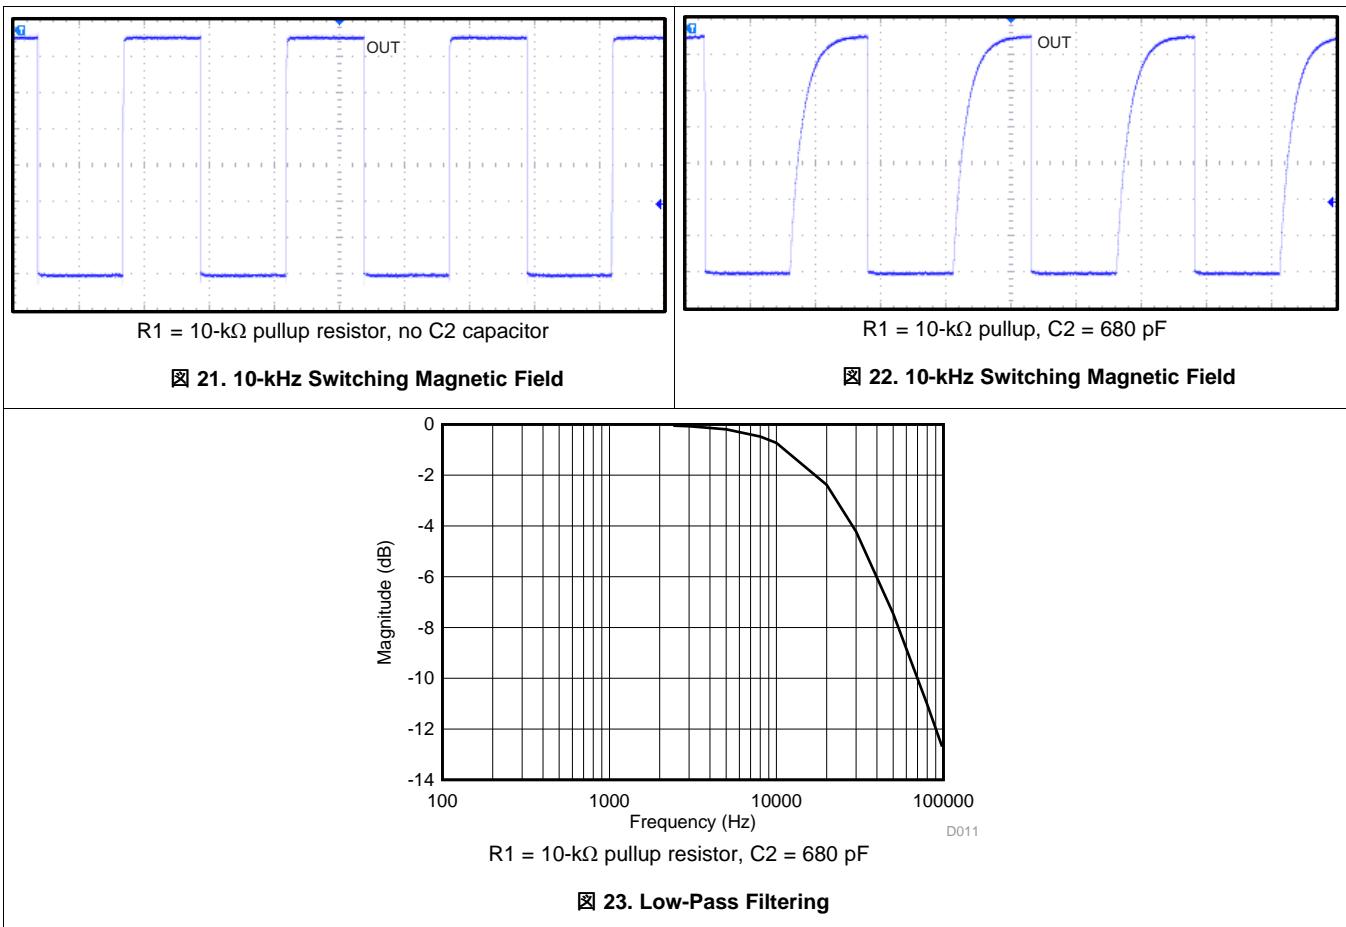 OUT
R1 = 10-kΩ pullup resistor, no C2 capacitor
図 21. 10-kHz Switching Magnetic Field
OUT
R1 = 10-kΩ pullup, C2 = 680 pF
図 22. 10-kHz Switching Magnetic Field
0
-2
-4
-6
-8
-10
-12
-14
Magnitude (dB)
100 1000 10000 100000
Frequency (Hz)
D011
R1 = 10-kΩ pullup resistor, C2 = 680 pF
図 23. Low-Pass Filtering